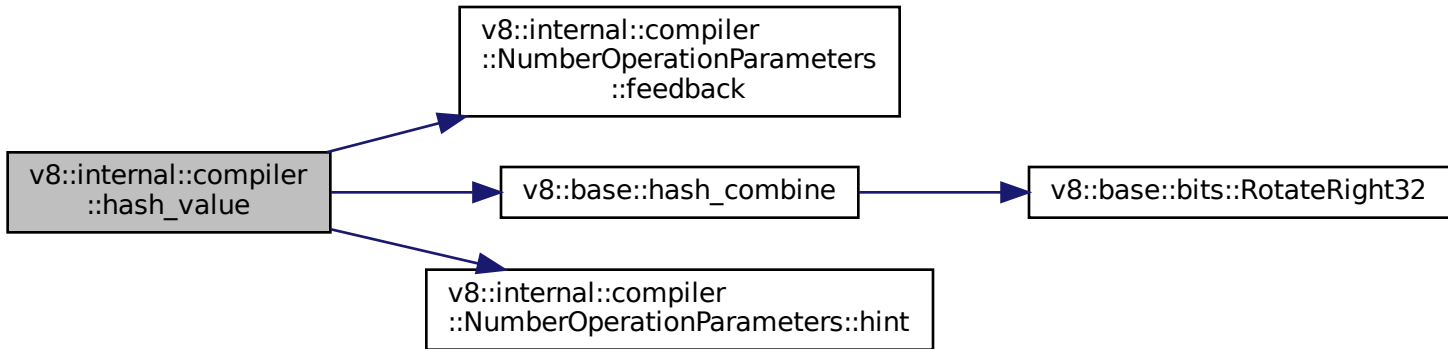 v8::internal::compiler
::NumberOperationParameters
::feedback
v8::internal::compiler
::hash_value
v8::base::hash_combine
v8::base::bits::RotateRight32
v8::internal::compiler
::NumberOperationParameters::hint